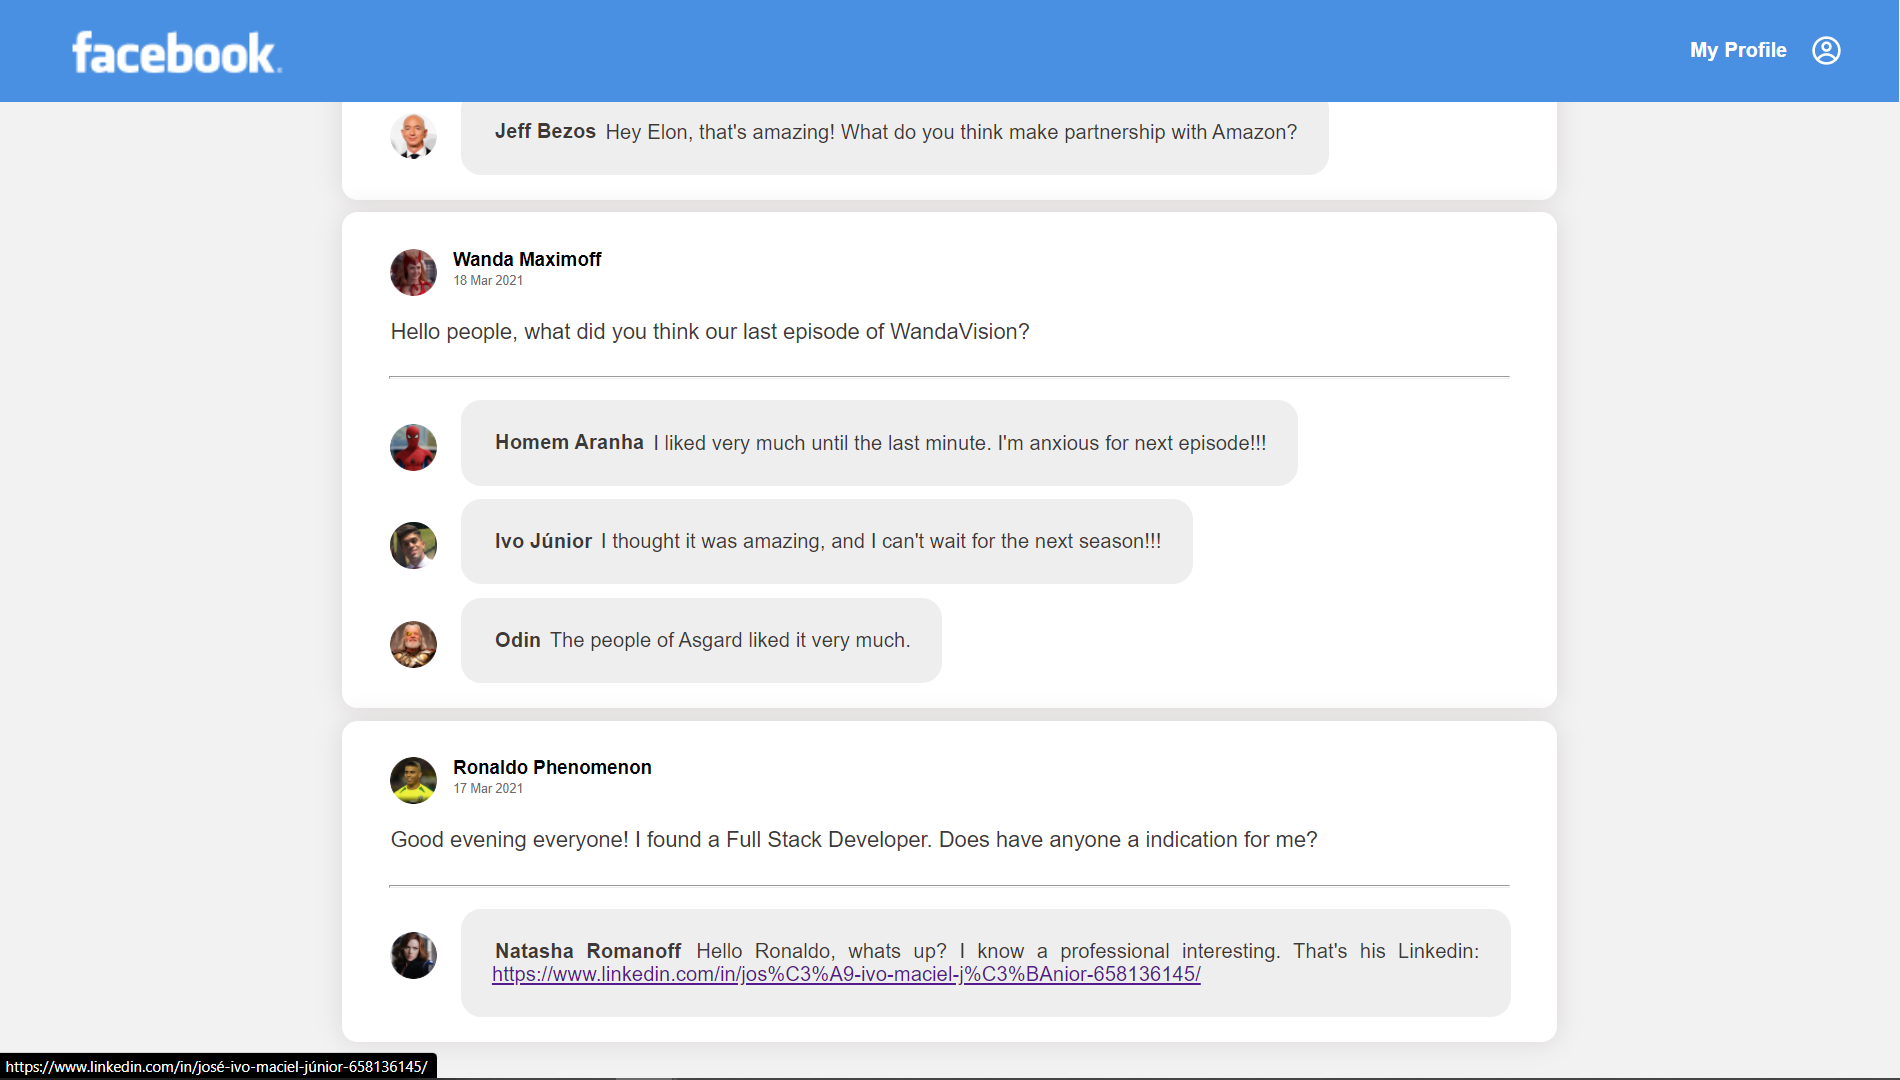 facebook.
My Profile
Jeff Bezos Hey Elon, that's amazing! What do you think make partnership with Amazon?
Wanda Maximoff
18 Mar 2021
Hello people, what did you think our last episode of WandaVision?
Homem Aranha I liked very much until the last minute. I'm anxious for next episode!!!
Ivo Júnior I thought it was amazing, and I can't wait for the next season!!!
Odin The people of Asgard liked it very much.
Ronaldo Phenomenon
17 Mar 2021
Good evening everyone! I found a Full Stack Developer. Does have anyone a indication for me?
Natasha Romanoff Hello Ronaldo, whats up? I know a professional interesting. That's his Linkedin:
https://www.linkedin.com/in/jos%C3%A9-ivo-maciel-j%C3%BAnior-658136145/
https://www.linkedin.com/in/josé-ivo-maciel-júnior-658136145/